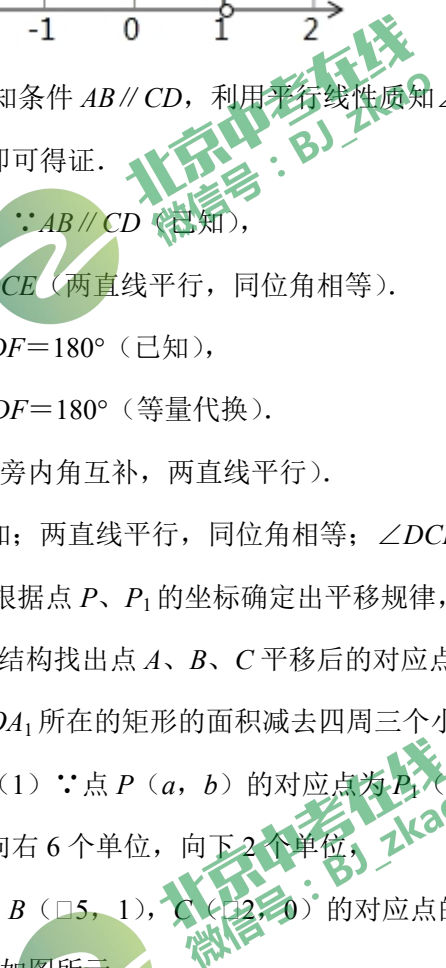 -1 0 1 2
知条件 AB∥CD，利用平行线性质知∠
即可得证．
∵AB∥CD（已知），
CE（两直线平行，同位角相等）．
DF＝180°（已知），
DF＝180°（等量代换）．
旁内角互补，两直线平行）．
知；两直线平行，同位角相等；∠DCE
根据点 P、P₁的坐标确定出平移规律，
结构找出点 A、B、C 平移后的对应点
OA₁所在的矩形的面积减去四周三个小
（1）∵点 P（a，b）的对应点为 P₁（
向右 6 个单位，向下 2 个单位，
B（□5，1），C（□2，0）的对应点的
如图所示
北京中考在线
微信号：BJ_zkao
北京中考在线
微信号：BJ_zkao